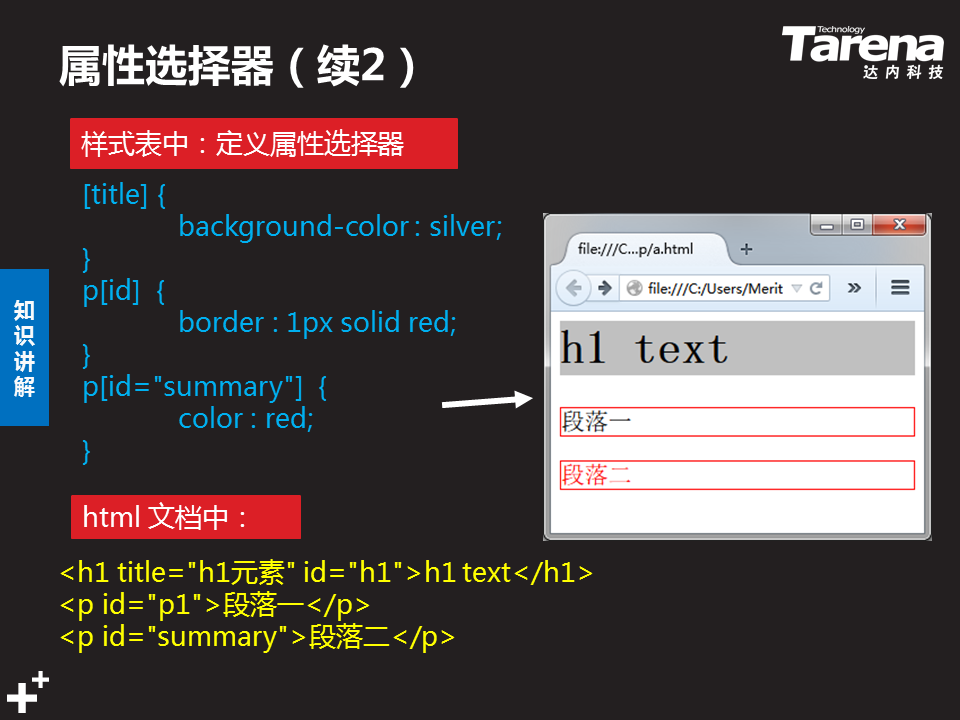 属性选择器（续2）
Technology
Tarena
达内科技
样式表中：定义属性选择器
[title] {
background-color : silver;
}
p[id] {
border : 1px solid red;
}
p[id="summary"] {
color : red;
}
知识讲解
file:///C...p/a.html
file:///C:/Users/Merit
h1 text
段落一
段落二
html 文档中：
<h1 title="h1元素" id="h1">h1 text</h1>
<p id="p1">段落一</p>
<p id="summary">段落二</p>